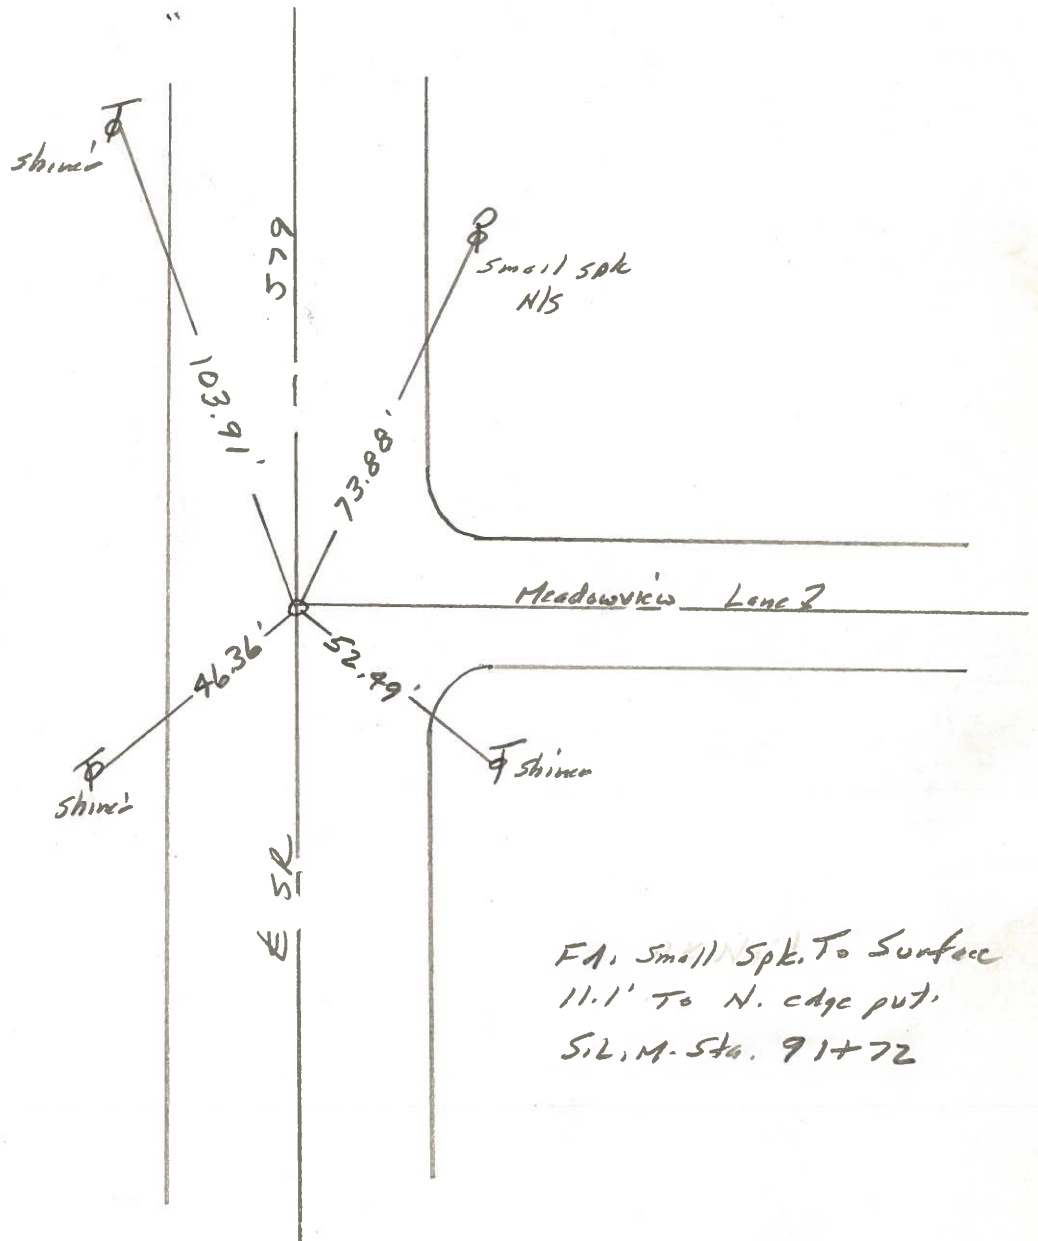 "
shiner
579
small spk
N/S
103.91'
73.88'
Meadowview Lane
46.36'
52.49'
shiner
shiner
℄ SR
Fd. Small Spk. To Surface
11.1' To N. edge pvt.
S.L.M. Sta. 91+72